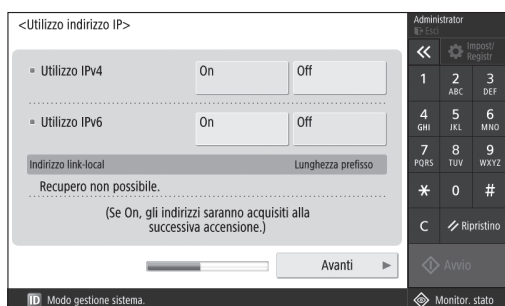 <Utilizzo indirizzo IP>
Utilizzo IPv4 On Off
Utilizzo IPv6 On Off
Indirizzo link-local Lunghezza prefisso
Recupero non possibile.
(Se On, gli indirizzi saranno acquisiti alla
successiva accensione.)
Avanti
ID Modo gestione sistema.
Administrator
Esci
Impost/
Registr
1 2 3
ABC DEF
4 5 6
GHI JKL MNO
7 8 9
PQRS TUV WXYZ
* 0 #
C Ripristino
Avvio
Monitor. stato